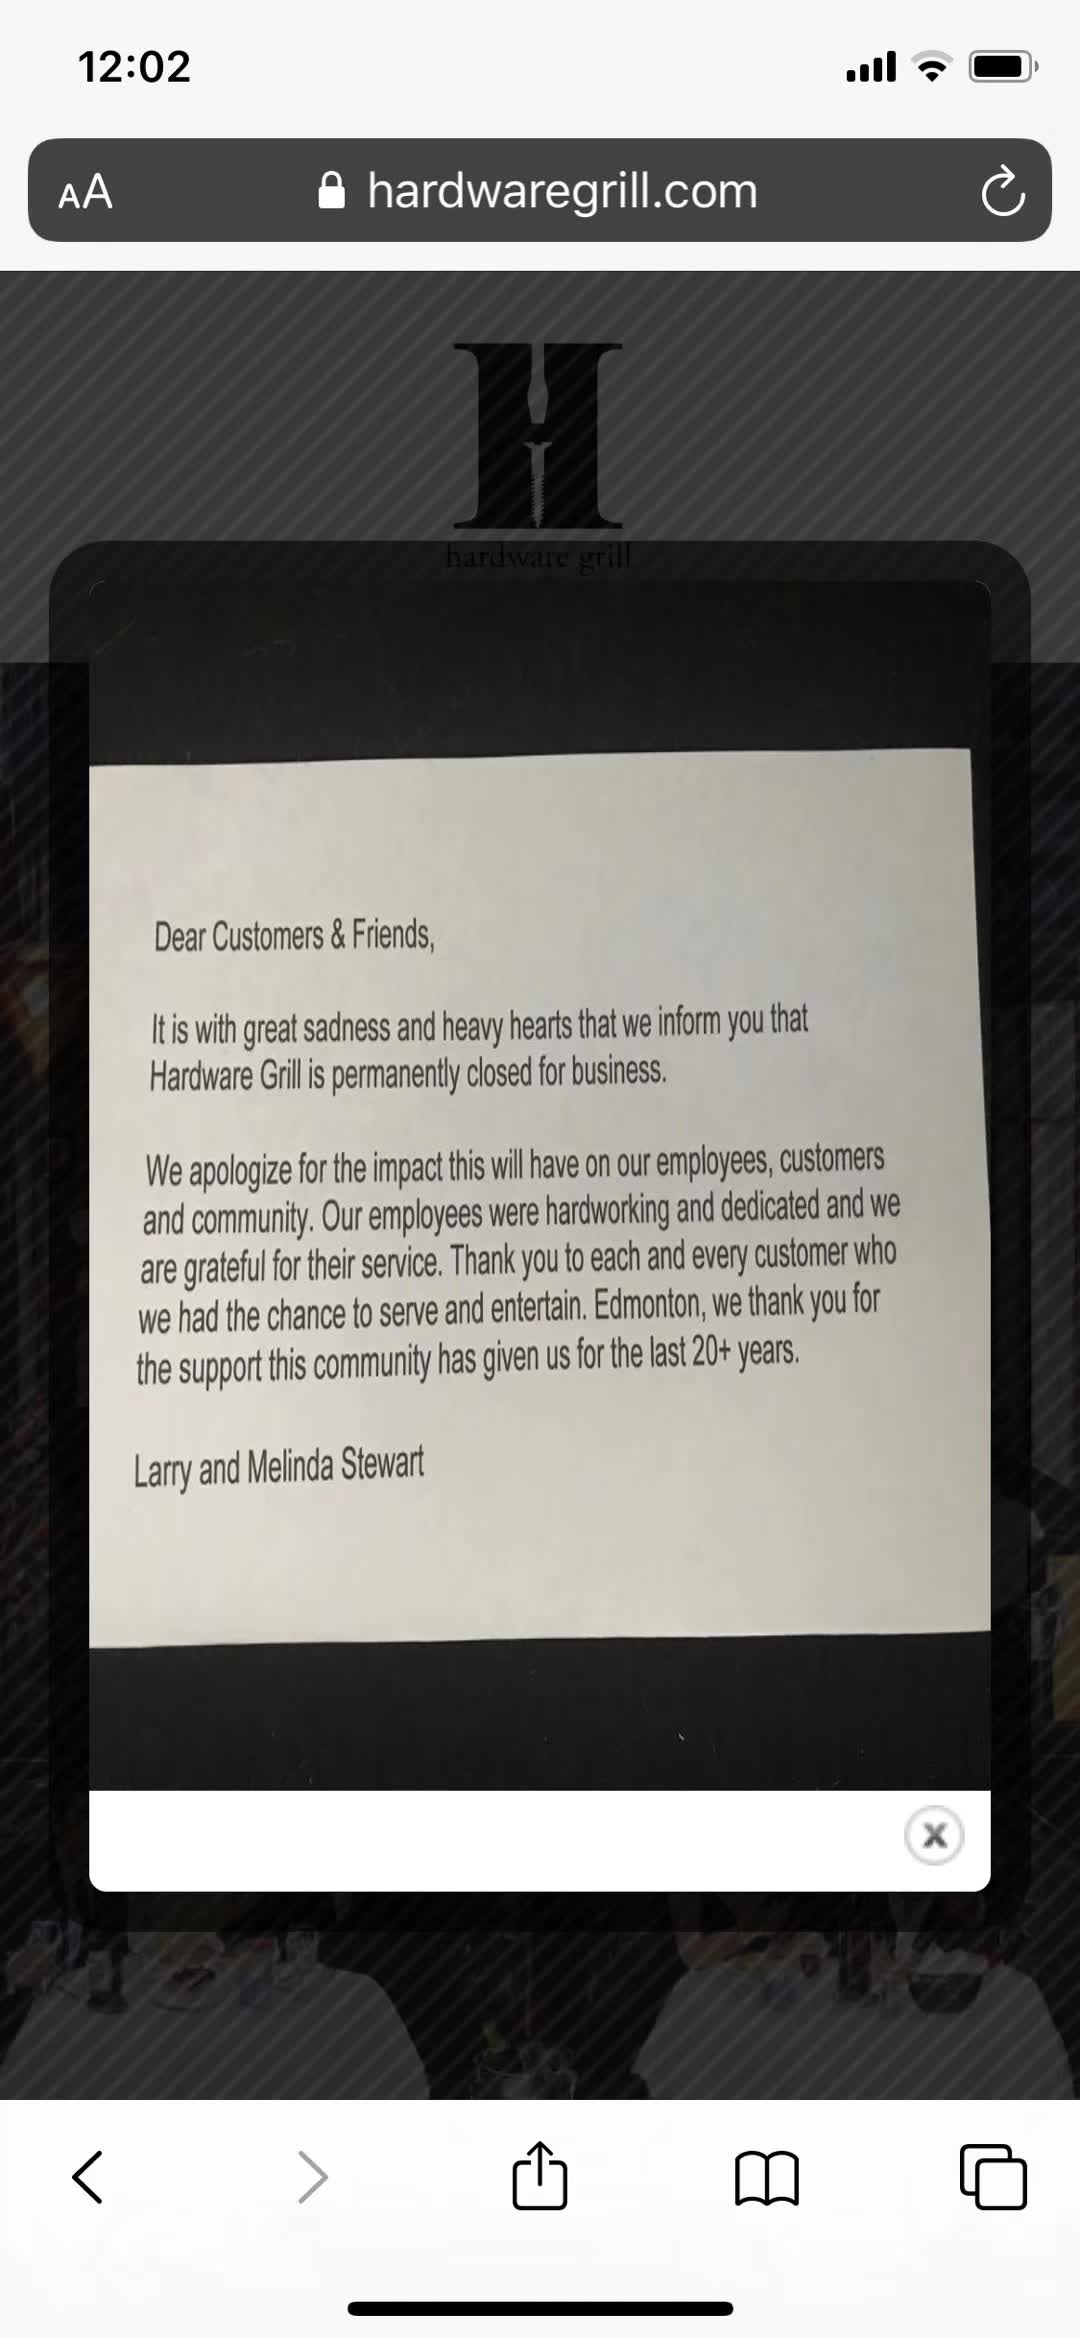 12:02
AA
hardwaregrill.com
H
hardware grill
Dear Customers & Friends,
It is with great sadness and heavy hearts that we inform you that
Hardware Grill is permanently closed for business.
We apologize for the impact this will have on our employees, customers
and community. Our employees were hardworking and dedicated and we
are grateful for their service. Thank you to each and every customer who
we had the chance to serve and entertain. Edmonton, we thank you for
the support this community has given us for the last 20+ years.
Larry and Melinda Stewart
X